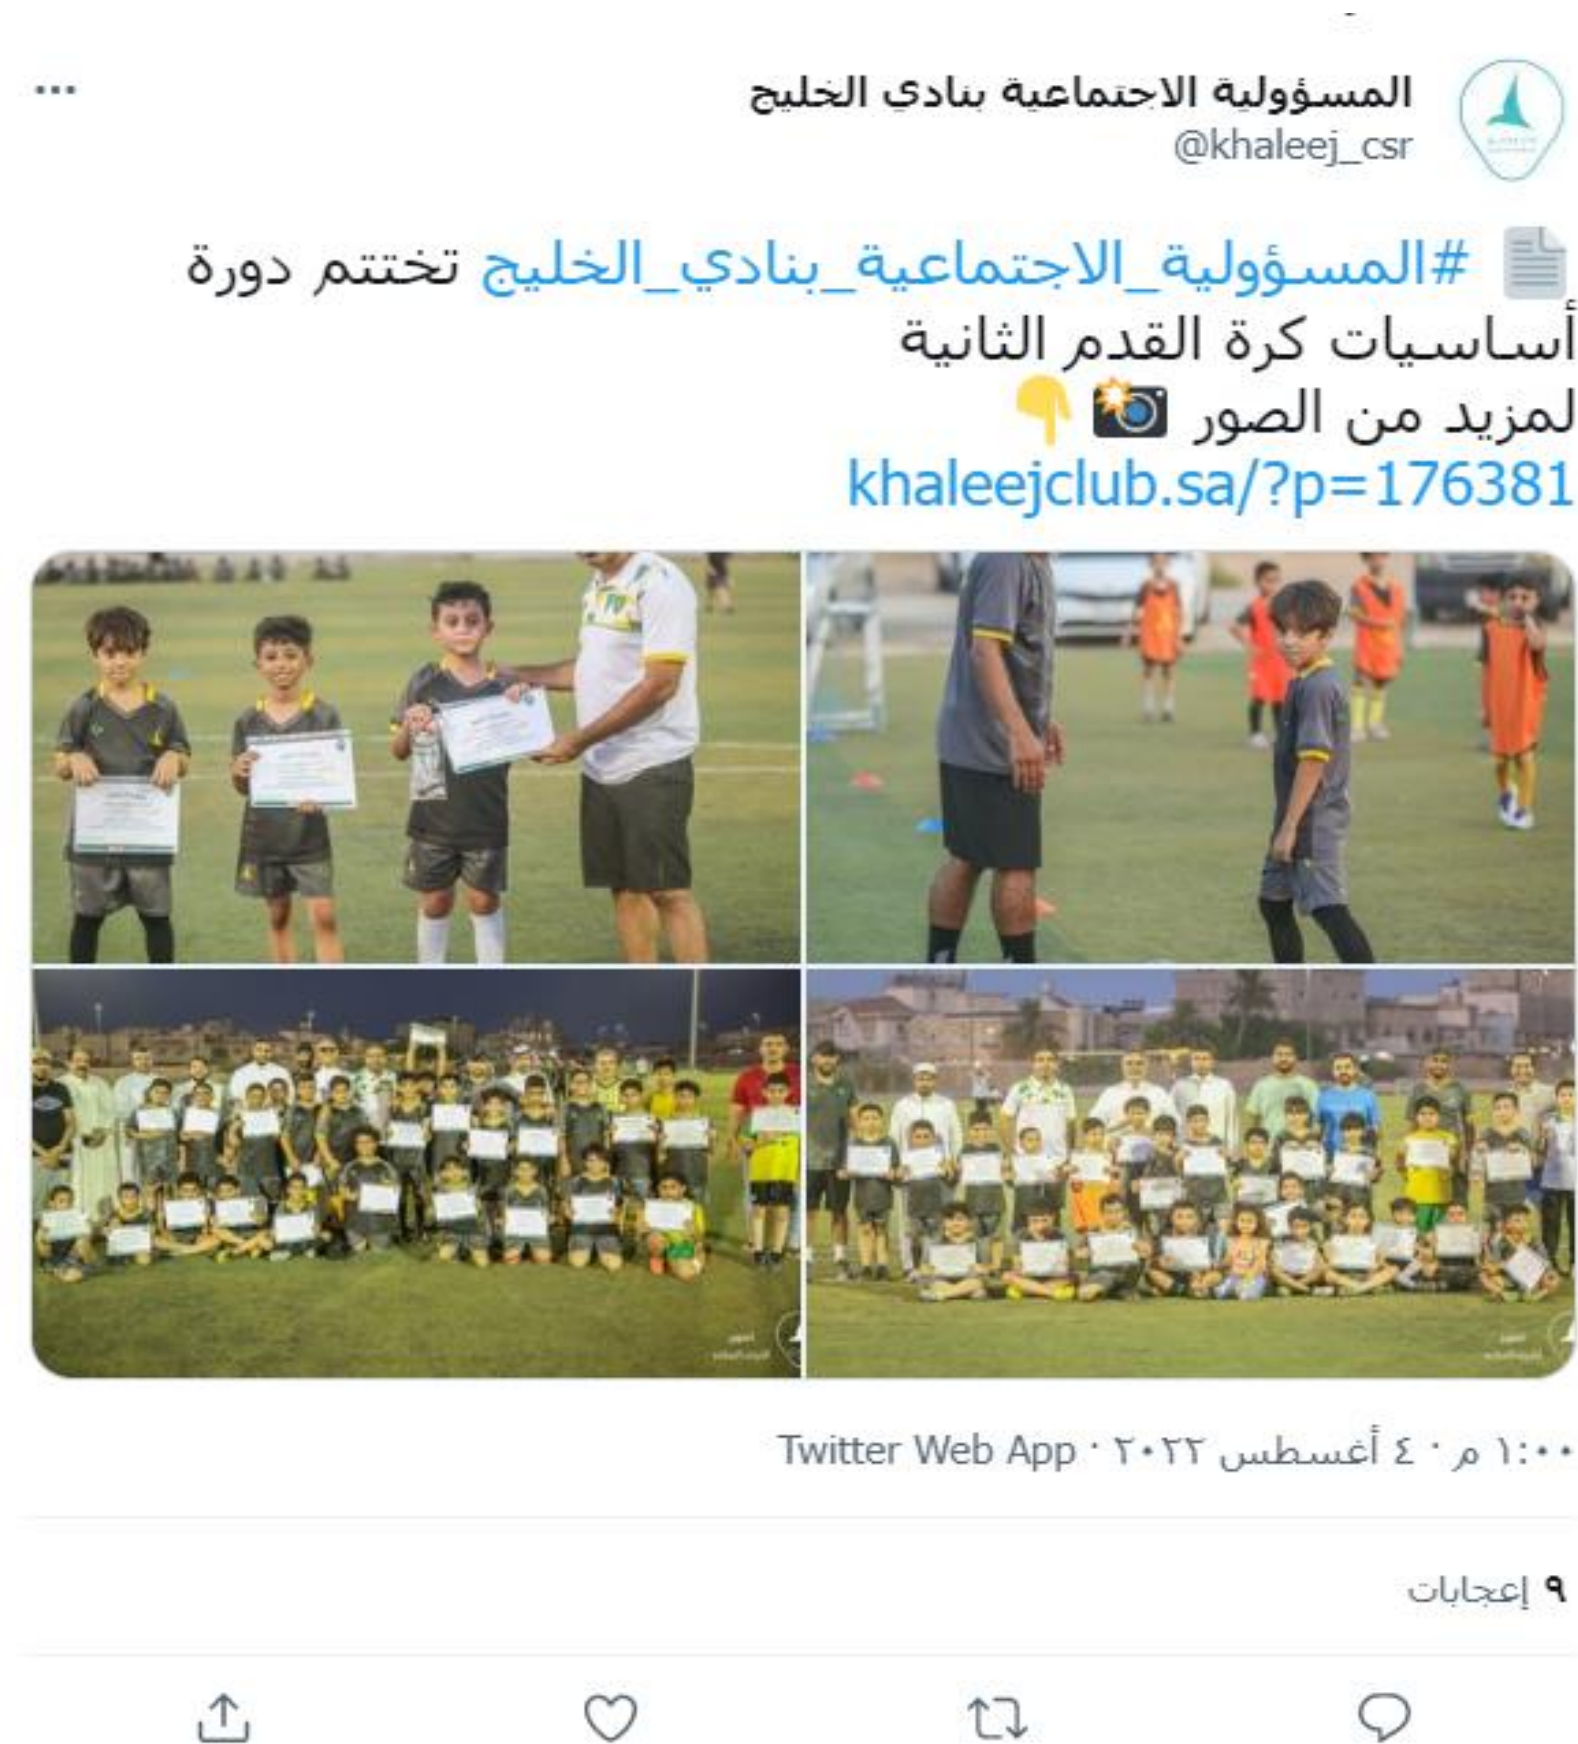 المسؤولية الاجتماعية بنادي الخليج
@khaleej_csr
#المسؤولية_الاجتماعية_بنادي_الخليج تختتم دورة
أساسيات كرة القدم الثانية
لمزيد من الصور
khaleejclub.sa/?p=176381
١:٠٠ م · ٤ أغسطس ٢٠٢٢ · Twitter Web App
٩ إعجابات